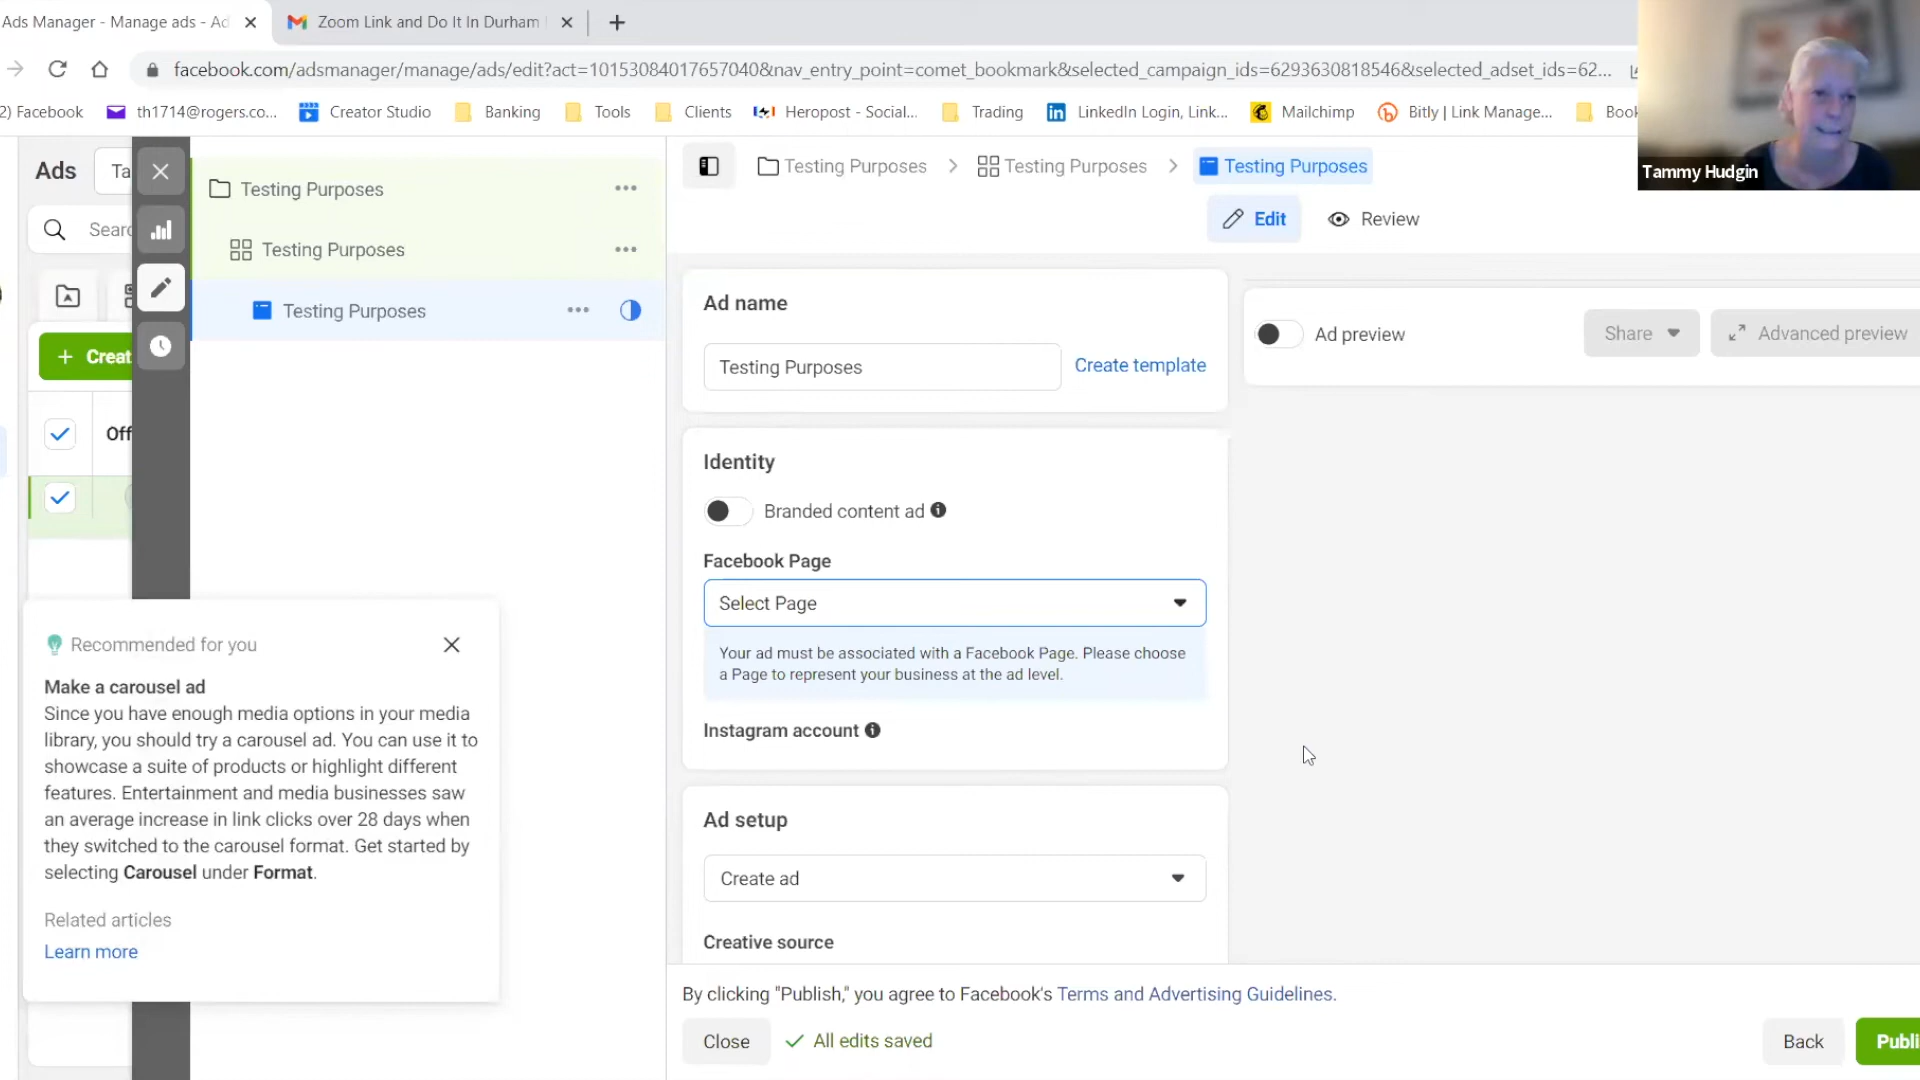 Ads Manager - Manage ads - Ad
Zoom Link and Do It In Durham
facebook.com/adsmanager/manage/ads/edit?act=10153084017657040&nav_entry_point=comet_bookmark&selected_campaign_ids=6293630818546&selected_adset_ids=62...
2) Facebook
th1714@rogers.co...
Creator Studio
Banking
Tools
Clients
Heropost - Social...
Trading
LinkedIn Login, Link...
Mailchimp
Bitly | Link Manage...
Book
Tammy Hudgin
Ads
Ta
Testing Purposes
Testing Purposes
Testing Purposes
Testing Purposes
Testing Purposes
Testing Purposes
Edit
Review
Searc
+ Creat
Off
Ad name
Testing Purposes
Create template
Ad preview
Share
Advanced preview
Identity
Branded content ad
Facebook Page
Select Page
Your ad must be associated with a Facebook Page. Please choose
a Page to represent your business at the ad level.
Instagram account
Recommended for you
Make a carousel ad
Since you have enough media options in your media
library, you should try a carousel ad. You can use it to
showcase a suite of products or highlight different
features. Entertainment and media businesses saw
an average increase in link clicks over 28 days when
they switched to the carousel format. Get started by
selecting Carousel under Format.
Related articles
Learn more
Ad setup
Create ad
Creative source
By clicking "Publish," you agree to Facebook's Terms and Advertising Guidelines.
Close
All edits saved
Back
Publi